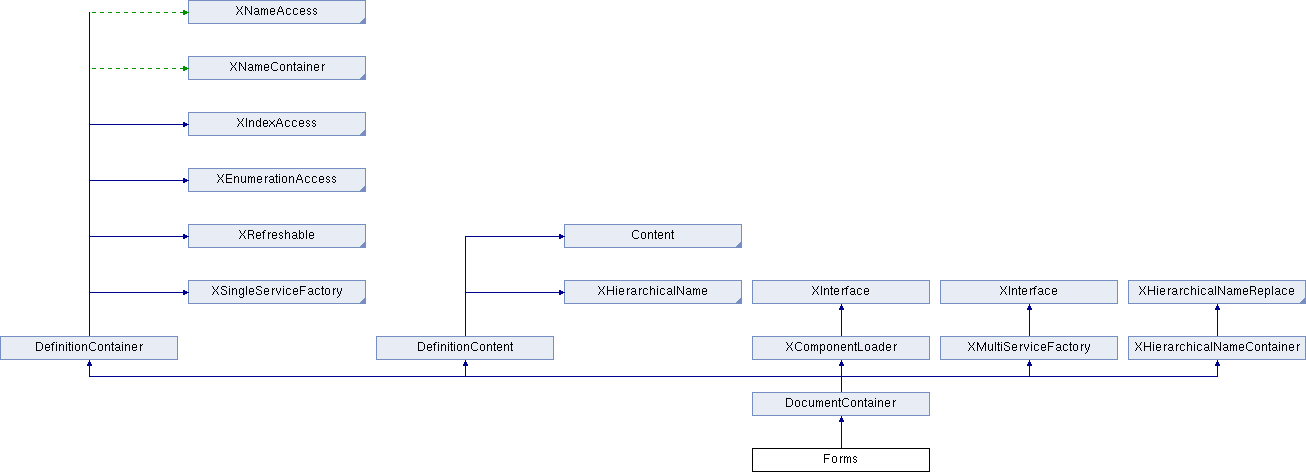 XNameAccess
XNameContainer
XIndexAccess
XEnumerationAccess
XRefreshable
Content
XSingleServiceFactory
XHierarchicalName
XInterface
XInterface
XHierarchicalNameReplace
DefinitionContainer
DefinitionContent
XComponentLoader
XMultiServiceFactory
XHierarchicalNameContainer
DocumentContainer
Forms